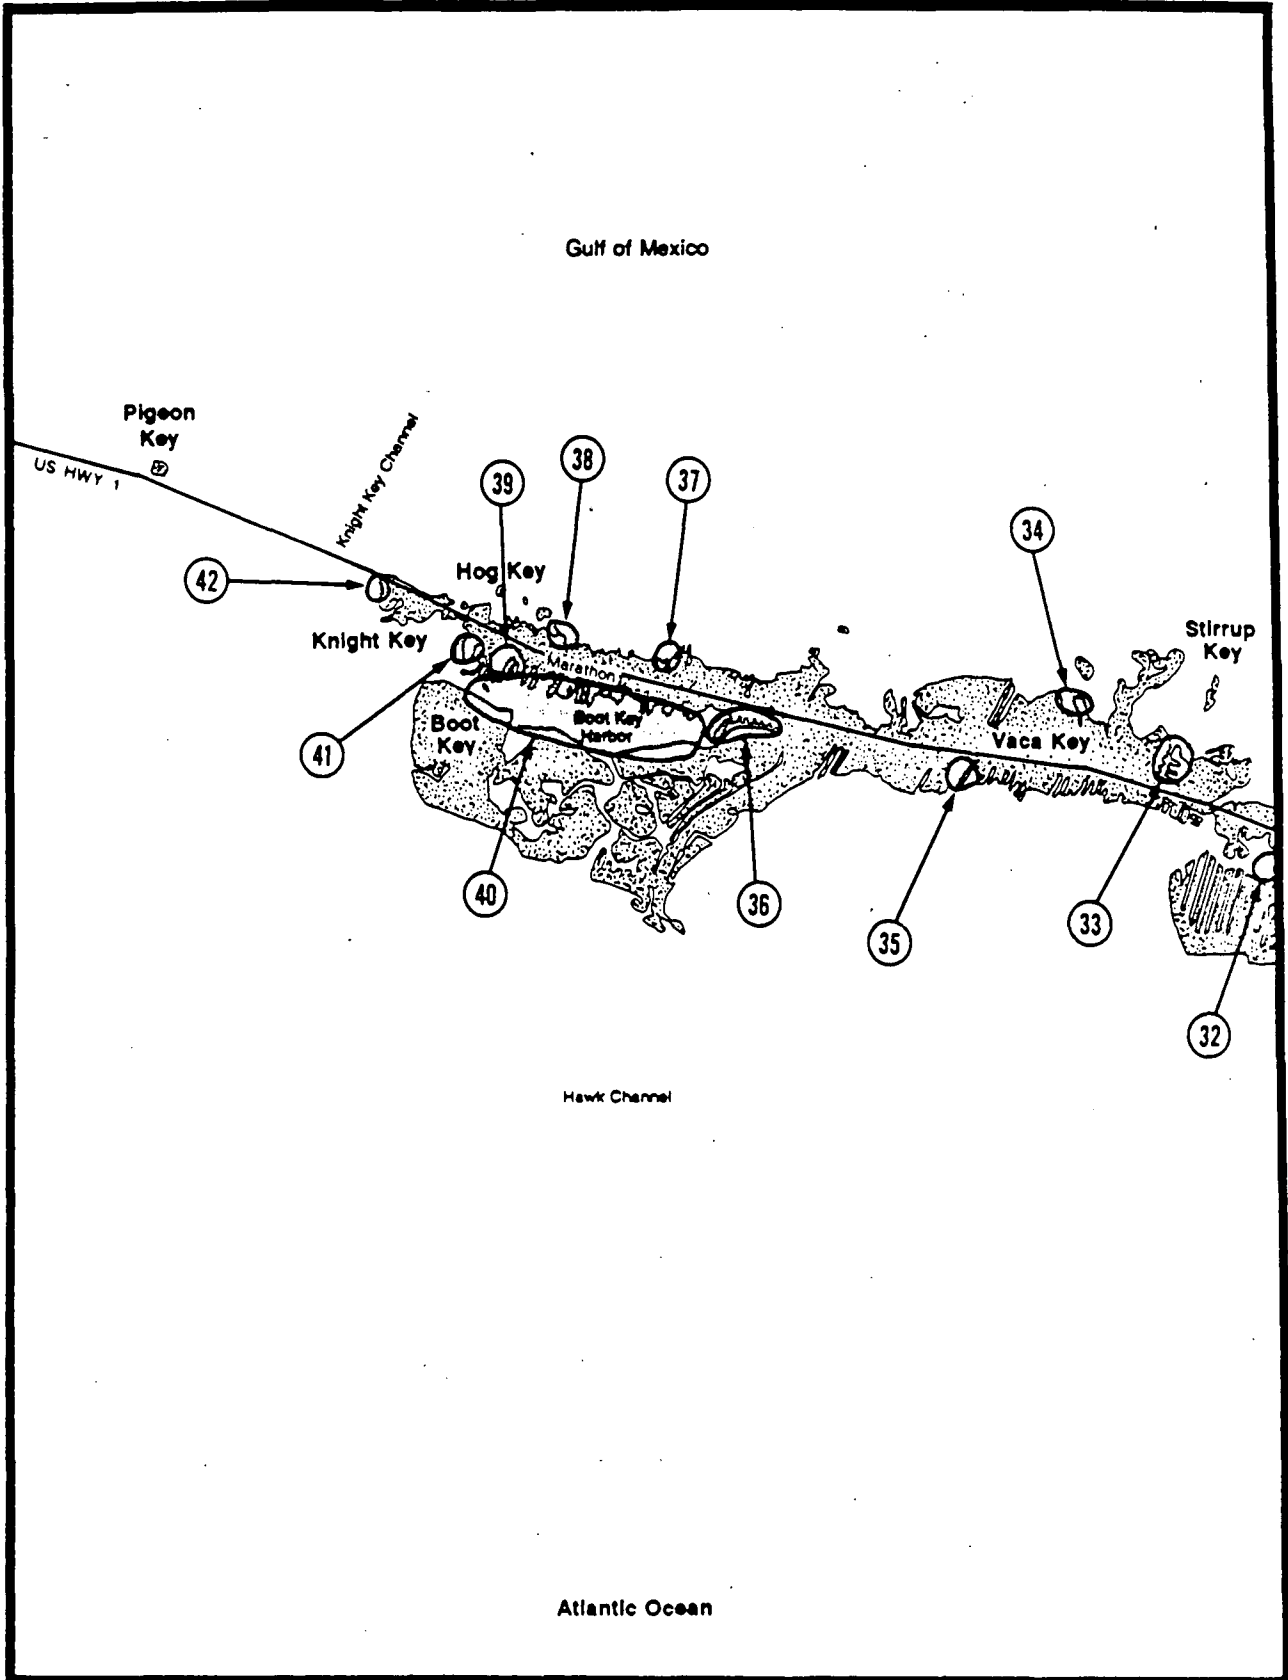 Gulf of Mexico
Pigeon
Key
US HWY 1
Knight Key Channel
38
39
37
34
42
Hog Key
Knight Key
Stirrup
Key
Marathon
Boot
Key
Boot Key
Harbor
Vaca Key
41
40
36
35
33
32
Hawk Channel
Atlantic Ocean